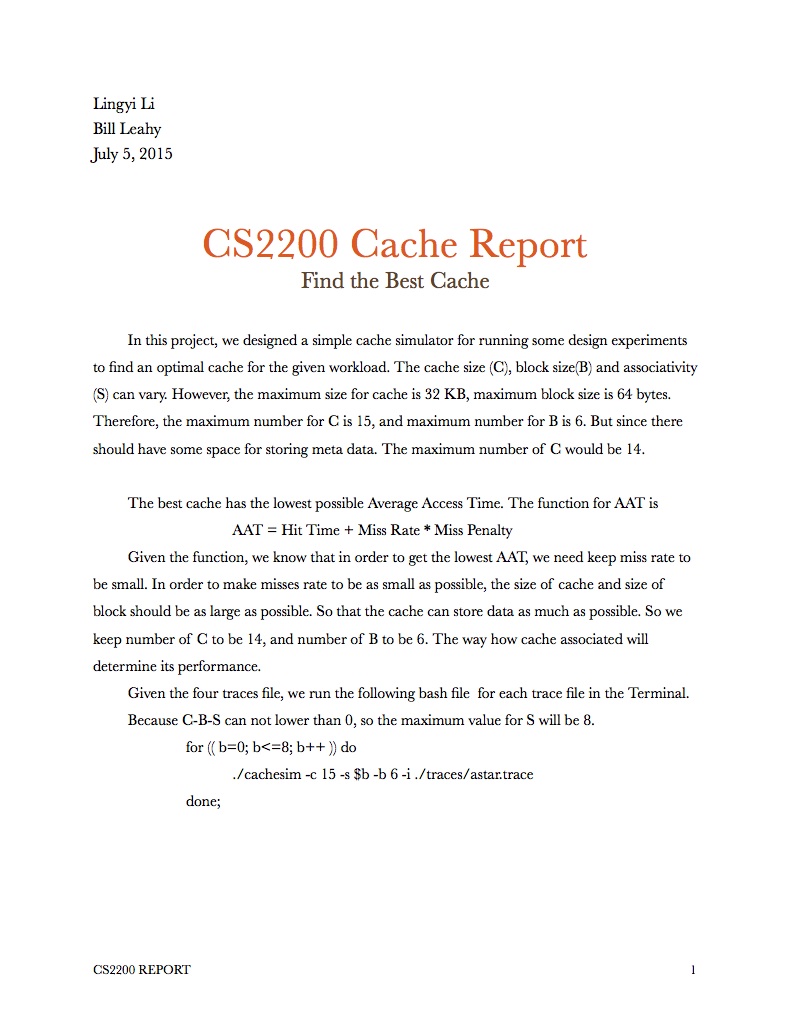 Lingyi Li
Bill Leahy
July 5, 2015
CS2200 Cache Report
Find the Best Cache
In this project, we designed a simple cache simulator for running some design experiments
to find an optimal cache for the given workload. The cache size (C), block size(B) and associativity
(S) can vary. However, the maximum size for cache is 32 KB, maximum block size is 64 bytes.
Therefore, the maximum number for C is 15, and maximum number for B is 6. But since there
should have some space for storing meta data. The maximum number of C would be 14.
The best cache has the lowest possible Average Access Time. The function for AAT is
AAT = Hit Time + Miss Rate * Miss Penalty
Given the function, we know that in order to get the lowest AAT, we need keep miss rate to
be small. In order to make misses rate to be as small as possible, the size of cache and size of
block should be as large as possible. So that the cache can store data as much as possible. So we
keep number of C to be 14, and number of B to be 6. The way how cache associated will
determine its performance.
Given the four traces file, we run the following bash file  for each trace file in the Terminal.
Because C-B-S can not lower than 0, so the maximum value for S will be 8.
for (( b=0; b<=8; b++ )) do
./cachesim -c 15 -s $b -b 6 -i ./traces/astar.trace
done;
CS2200 REPORT 1